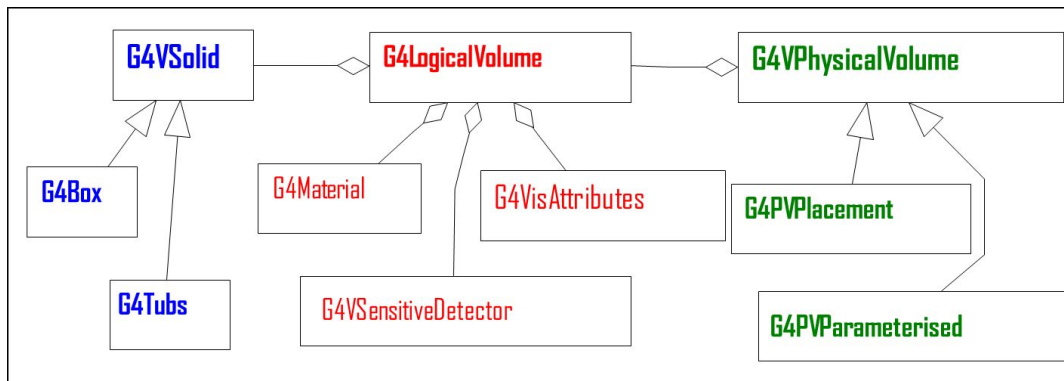 G4VSolid
G4LogicalVolume
G4VPhysicalVolume
G4Box
G4Material
G4VisAttributes
G4PVPlacement
G4Tubs
G4VSensitiveDetector
G4PVParameterised